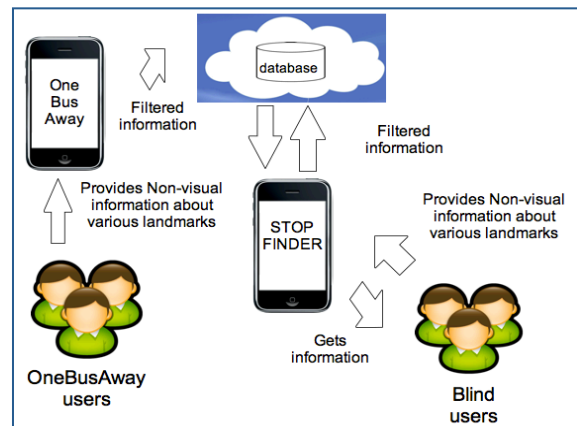 One
Bus
Away
database
Filtered
information
Filtered
information
Provides Non-visual
information about
various landmarks
STOP
FINDER
Provides Non-visual
information about
various landmarks
Gets
information
OneBusAway
users
Blind
users